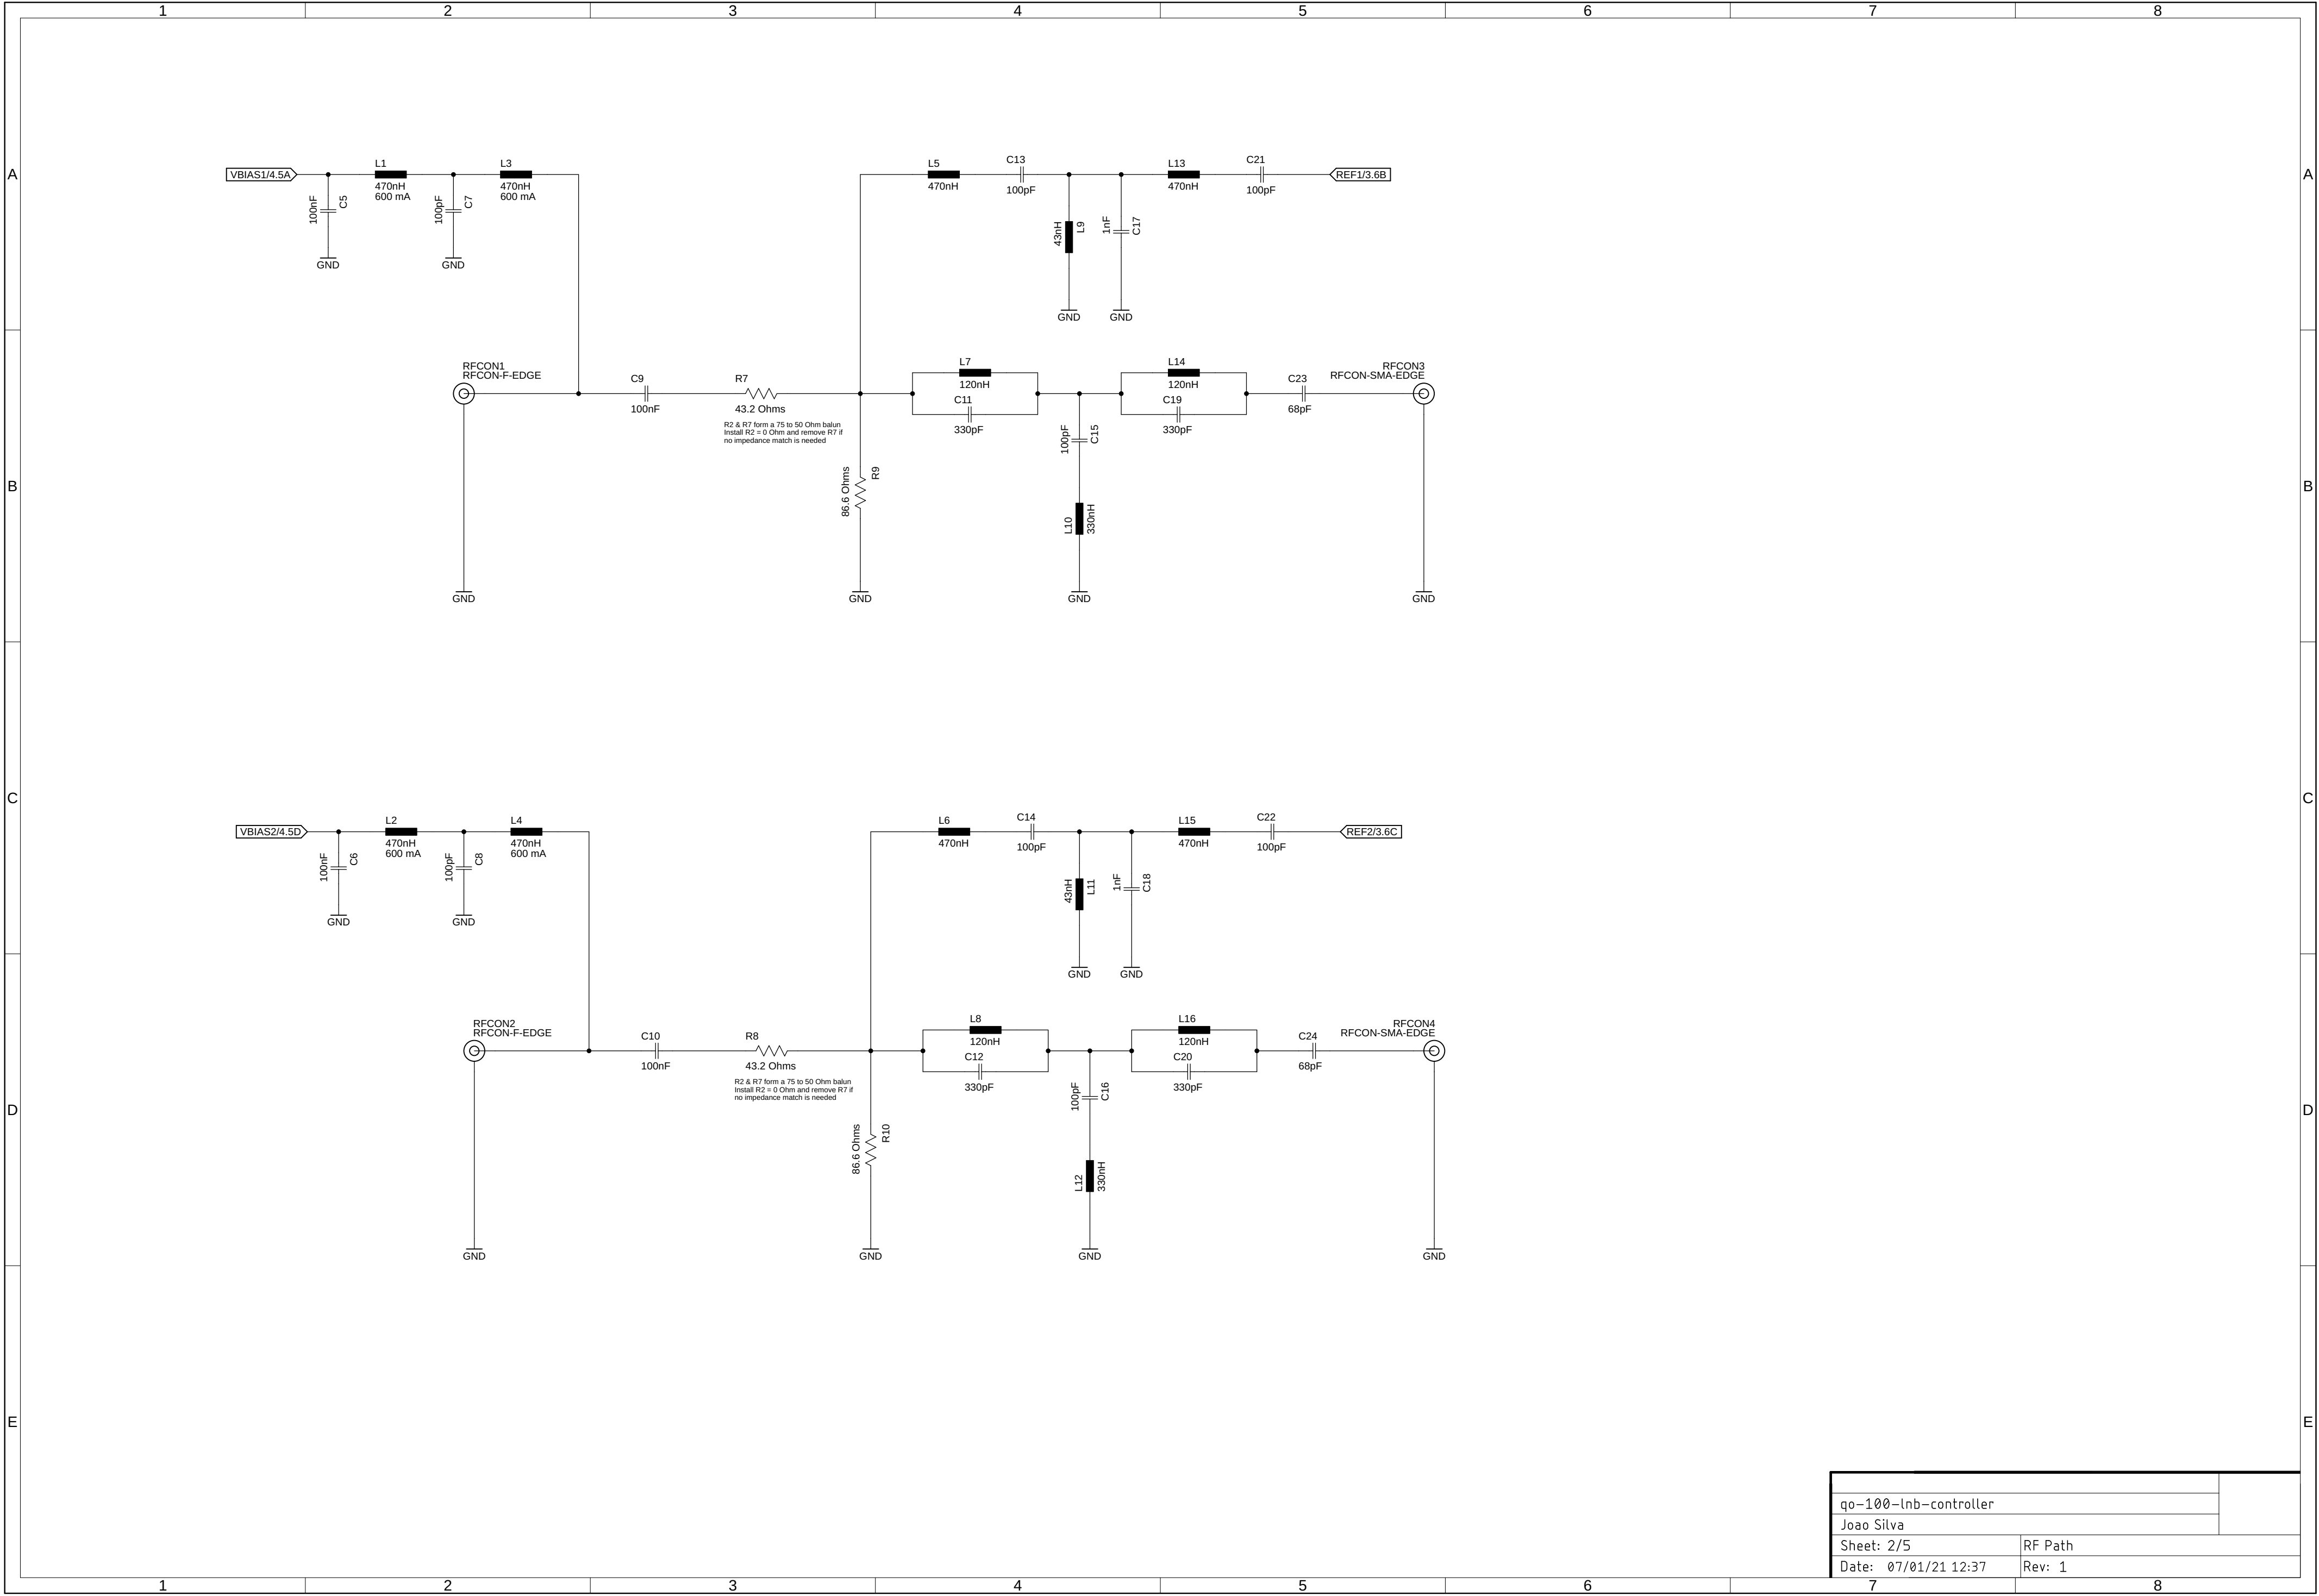 1 2 3 4 5 6 7 8
A A
VBIAS1/4.5A
L1
470nH
600 mA
L3
470nH
600 mA
100nF
C5
100pF
C7
GND GND
L5
470nH
C13
100pF
L13
470nH
C21
100pF
REF1/3.6B
43nH
L9
1nF
C17
GND GND
RFCON1
RFCON-F-EDGE
C9
100nF
R7
43.2 Ohms
R2 & R7 form a 75 to 50 Ohm balun
Install R2 = 0 Ohm and remove R7 if
no impedance match is needed
L7
120nH
C11
330pF
L14
120nH
C19
330pF
C23
68pF
RFCON3
RFCON-SMA-EDGE
100pF
C15
B B
86.6 Ohms
R9
L10
330nH
GND GND GND GND
C C
VBIAS2/4.5D
L2
470nH
600 mA
L4
470nH
600 mA
100nF
C6
100pF
C8
GND GND
L6
470nH
C14
100pF
L15
470nH
C22
100pF
REF2/3.6C
43nH
L11
1nF
C18
GND GND
RFCON2
RFCON-F-EDGE
C10
100nF
R8
43.2 Ohms
R2 & R7 form a 75 to 50 Ohm balun
Install R2 = 0 Ohm and remove R7 if
no impedance match is needed
L8
120nH
C12
330pF
L16
120nH
C20
330pF
C24
68pF
RFCON4
RFCON-SMA-EDGE
100pF
C16
D D
86.6 Ohms
R10
L12
330nH
GND GND GND GND
E E
qo-100-lnb-controller
Joao Silva
Sheet: 2/5 RF Path
Date: 07/01/21 12:37 Rev: 1
1 2 3 4 5 6 7 8